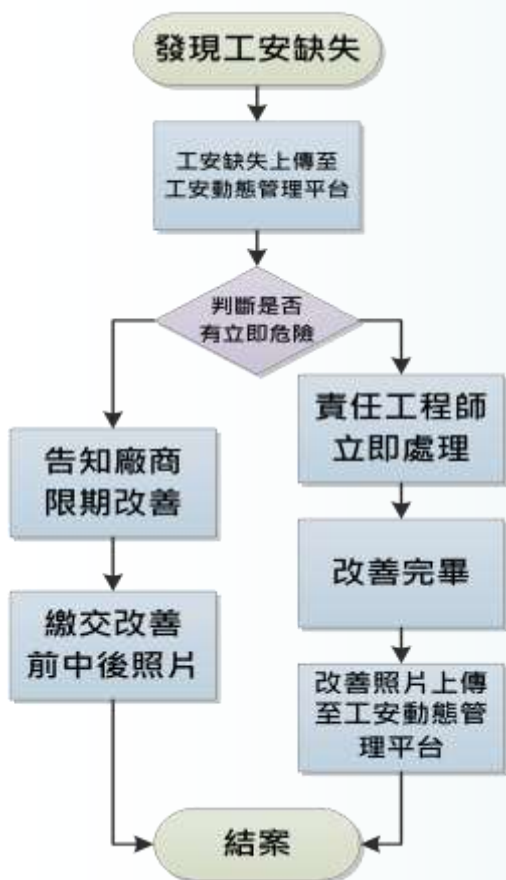 發現工安缺失
工安缺失上傳至
工安動態管理平台
判斷是否
有立即危險
告知廠商
限期改善
繳交改善
前中後照片
責任工程師
立即處理
改善完畢
改善照片上傳
至工安動態管
理平台
結案